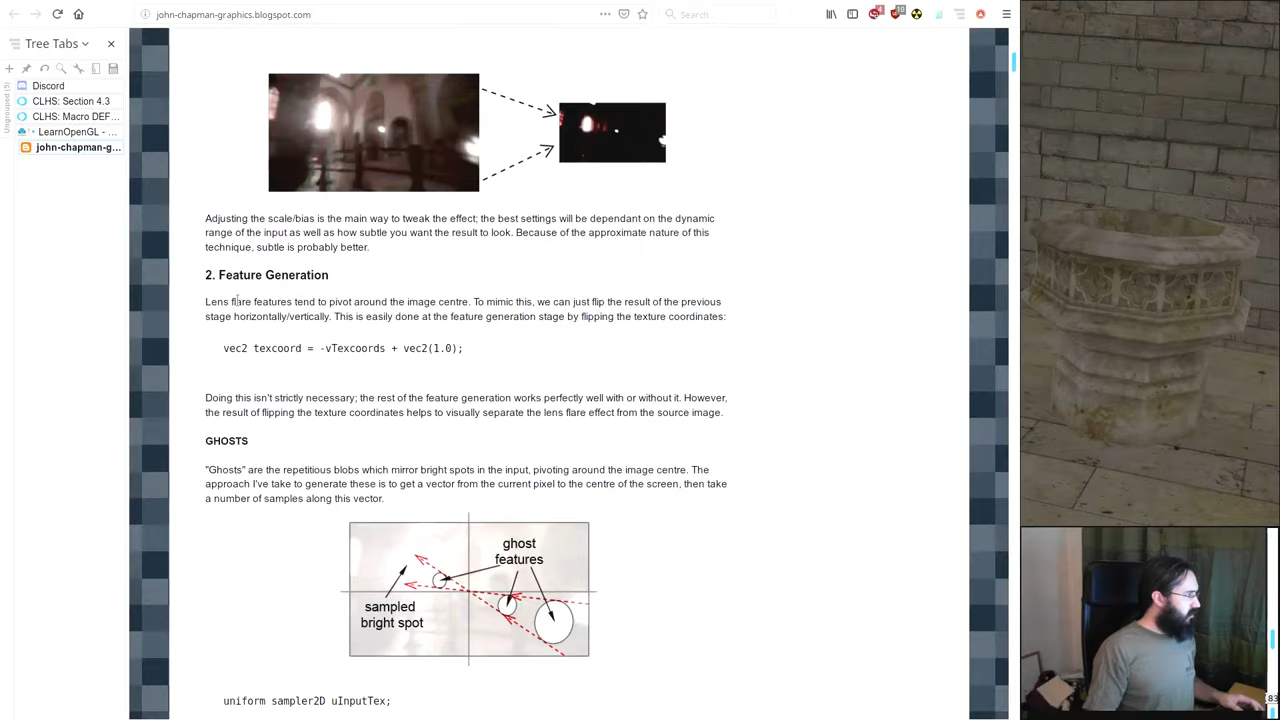 john-chapman-graphics.blogspot.com
Search
4
10
Tree Tabs
Ungrouped (5)
Discord
CLHS: Section 4.3
CLHS: Macro DEF...
LearnOpenGL - ...
john-chapman-g...
Adjusting the scale/bias is the main way to tweak the effect; the best settings will be dependant on the dynamic
range of the input as well as how subtle you want the result to look. Because of the approximate nature of this
technique, subtle is probably better.
2. Feature Generation
Lens flare features tend to pivot around the image centre. To mimic this, we can just flip the result of the previous
stage horizontally/vertically. This is easily done at the feature generation stage by flipping the texture coordinates:
vec2 texcoord = -vTexcoords + vec2(1.0);
Doing this isn't strictly necessary; the rest of the feature generation works perfectly well with or without it. However,
the result of flipping the texture coordinates helps to visually separate the lens flare effect from the source image.
GHOSTS
"Ghosts" are the repetitious blobs which mirror bright spots in the input, pivoting around the image centre. The
approach I've take to generate these is to get a vector from the current pixel to the centre of the screen, then take
a number of samples along this vector.
ghost
features
sampled
bright spot
uniform sampler2D uInputTex;